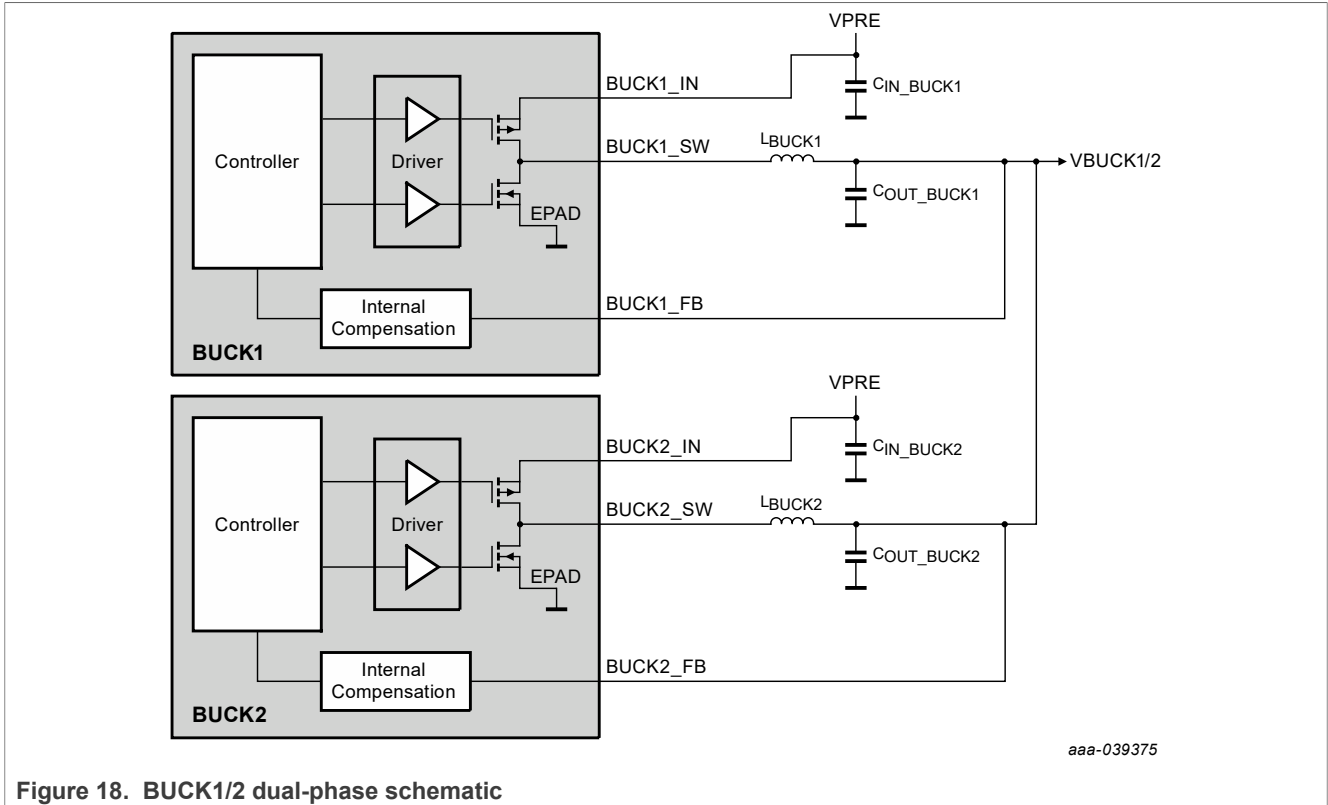 VPRE
BUCK1_IN
CIN_BUCK1
Controller
Driver
BUCK1_SW
LBUCK1
VBUCK1/2
COUT_BUCK1
EPAD
Internal
Compensation
BUCK1_FB
BUCK1
VPRE
BUCK2_IN
CIN_BUCK2
Controller
Driver
BUCK2_SW
LBUCK2
COUT_BUCK2
EPAD
Internal
Compensation
BUCK2_FB
BUCK2
aaa-039375
Figure 18. BUCK1/2 dual-phase schematic